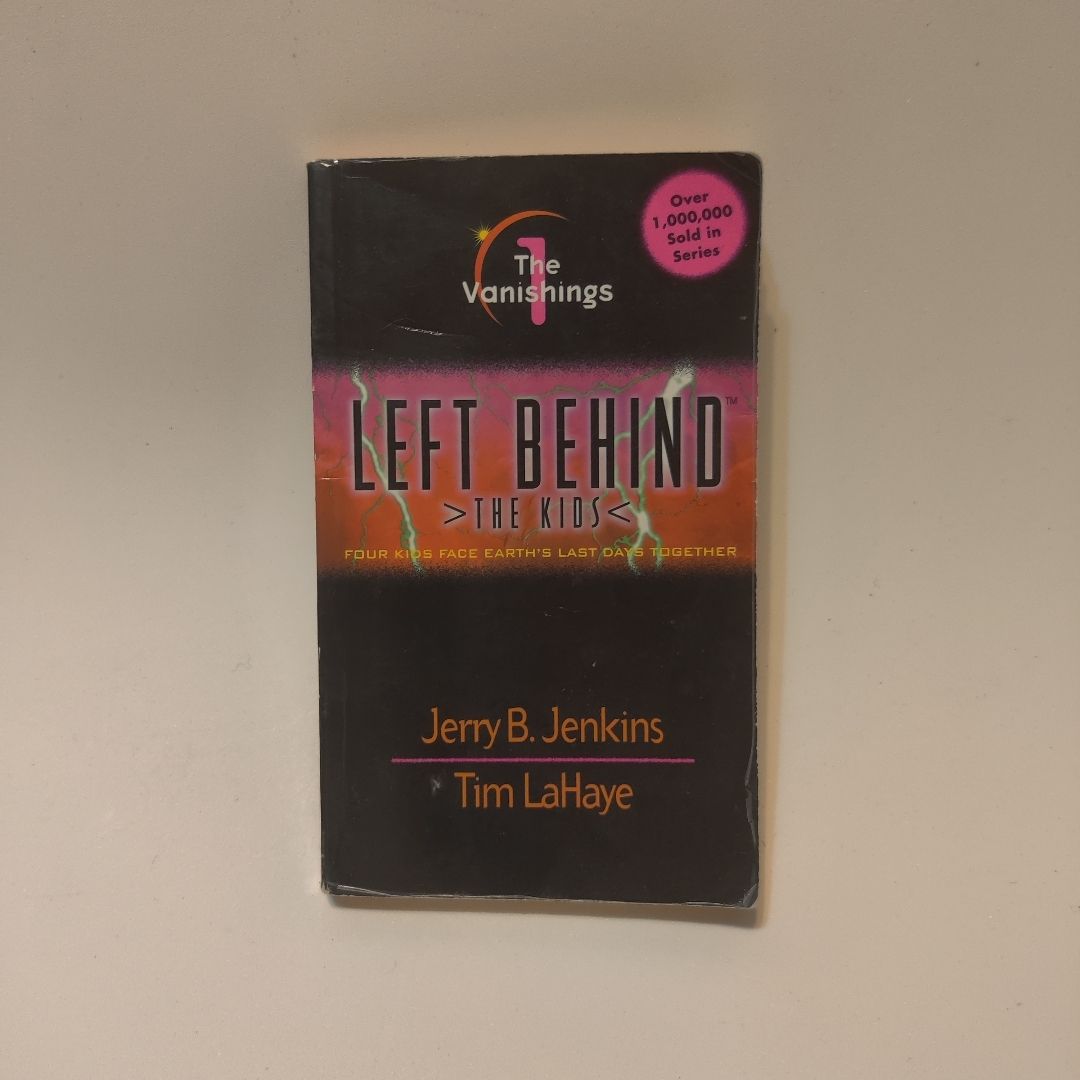 Over
1,000,000
Sold in
Series
1
The
Vanishings
LEFT BEHIND™
>THE KIDS<
FOUR KIDS FACE EARTH'S LAST DAYS TOGETHER
Jerry B. Jenkins
Tim LaHaye